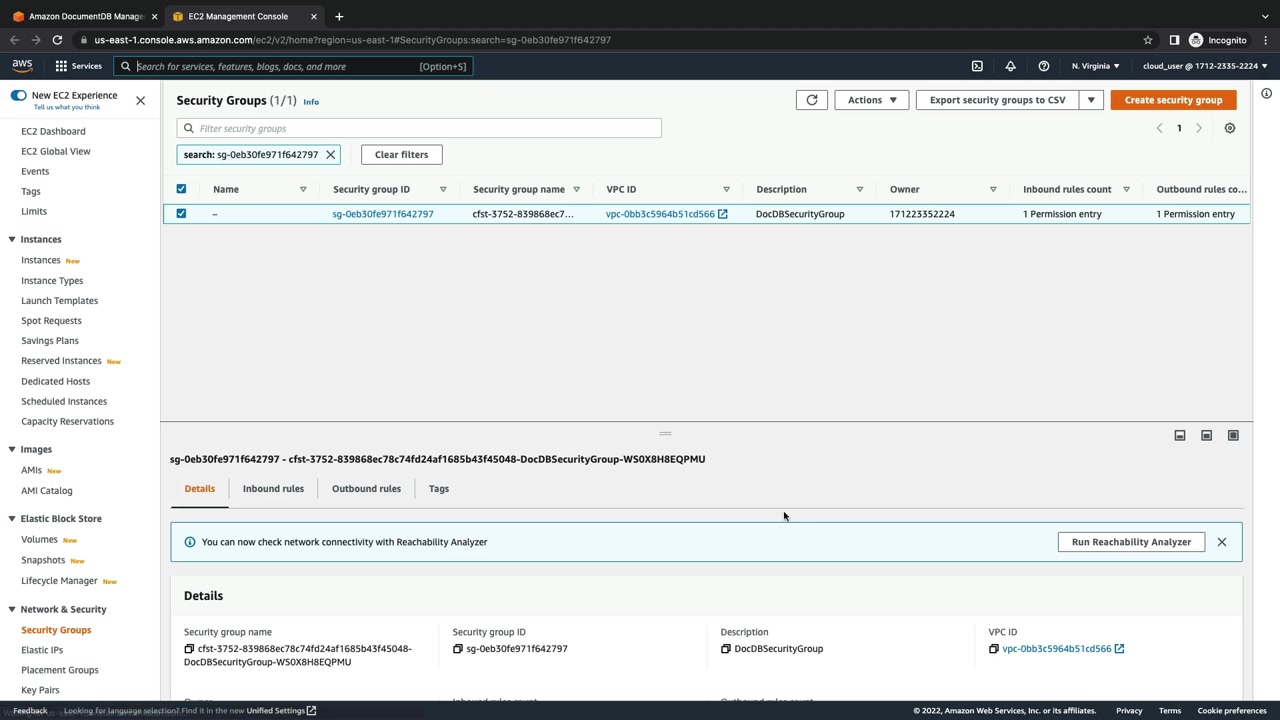 Amazon DocumentDB Manage
EC2 Management Console
us-east-1.console.aws.amazon.com/ec2/v2/home?region=us-east-1#SecurityGroups:search=sg-0eb30fe971f642797
Incognito
aws
Services
Search for services, features, blogs, docs, and more
[Option+S]
N. Virginia
cloud_user @ 1712-2335-2224
New EC2 Experience
Tell us what you think
EC2 Dashboard
EC2 Global View
Events
Tags
Limits
Instances
Instances New
Instance Types
Launch Templates
Spot Requests
Savings Plans
Reserved Instances New
Dedicated Hosts
Scheduled Instances
Capacity Reservations
Images
AMIs New
AMI Catalog
Elastic Block Store
Volumes New
Snapshots New
Lifecycle Manager New
Network & Security
Security Groups
Elastic IPs
Placement Groups
Key Pairs
Security Groups (1/1) Info
Actions
Export security groups to CSV
Create security group
Filter security groups
1
search: sg-0eb30fe971f642797
Clear filters
Name Security group ID Security group name VPC ID Description Owner Inbound rules count Outbound rules co...
– sg-0eb30fe971f642797 cfst-3752-839868ec7... vpc-0bb3c5964b51cd566 DocDBSecurityGroup 171223352224 1 Permission entry 1 Permission entry
sg-0eb30fe971f642797 - cfst-3752-839868ec78c74fd24af1685b43f45048-DocDBSecurityGroup-WS0X8H8EQPMU
Details Inbound rules Outbound rules Tags
You can now check network connectivity with Reachability Analyzer
Run Reachability Analyzer
Details
Security group name
cfst-3752-839868ec78c74fd24af1685b43f45048-
DocDBSecurityGroup-WS0X8H8EQPMU
Security group ID
sg-0eb30fe971f642797
Description
DocDBSecurityGroup
VPC ID
vpc-0bb3c5964b51cd566
Feedback
Looking for language selection? Find it in the new Unified Settings
© 2022, Amazon Web Services, Inc. or its affiliates.
Privacy
Terms
Cookie preferences